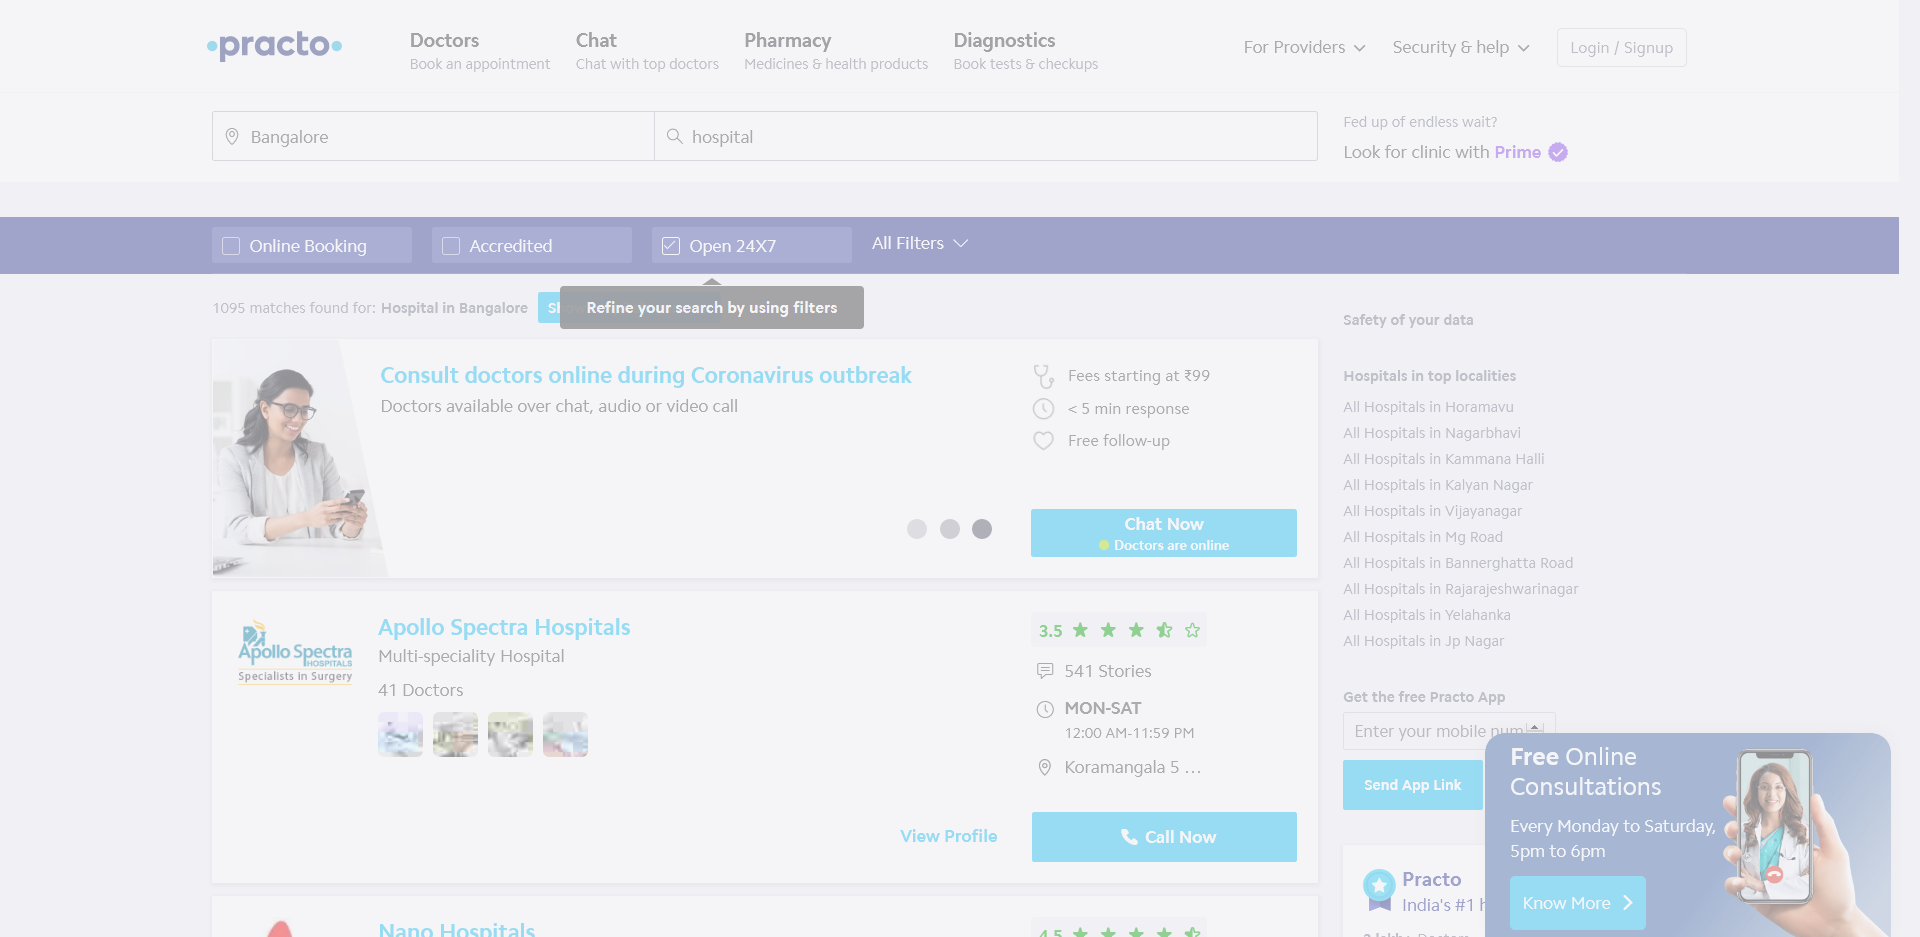 practo
Doctors
Book an appointment
Chat
Chat with top doctors
Pharmacy
Medicines & health products
Diagnostics
Book tests & checkups
For Providers
Security & help
Login / Signup
Bangalore
hospital
Fed up of endless wait?
Look for clinic with Prime
Online Booking
Accredited
Open 24X7
All Filters
1095 matches found for: Hospital in Bangalore
Refine your search by using filters
Consult doctors online during Coronavirus outbreak
Doctors available over chat, audio or video call
Fees starting at ₹99
< 5 min response
Free follow-up
Chat Now
Doctors are online
Apollo Spectra
HOSPITALS
Specialists in Surgery
Apollo Spectra Hospitals
Multi-speciality Hospital
41 Doctors
3.5
541 Stories
MON-SAT
12:00 AM-11:59 PM
Koramangala 5 ...
View Profile
Call Now
Nano Hospitals
4.5
Safety of your data
Hospitals in top localities
All Hospitals in Horamavu
All Hospitals in Nagarbhavi
All Hospitals in Kammana Halli
All Hospitals in Kalyan Nagar
All Hospitals in Vijayanagar
All Hospitals in Mg Road
All Hospitals in Bannerghatta Road
All Hospitals in Rajarajeshwarinagar
All Hospitals in Yelahanka
All Hospitals in Jp Nagar
Get the free Practo App
Enter your mobile num
Send App Link
Practo
India's #1 h
Free Online
Consultations
Every Monday to Saturday,
5pm to 6pm
Know More